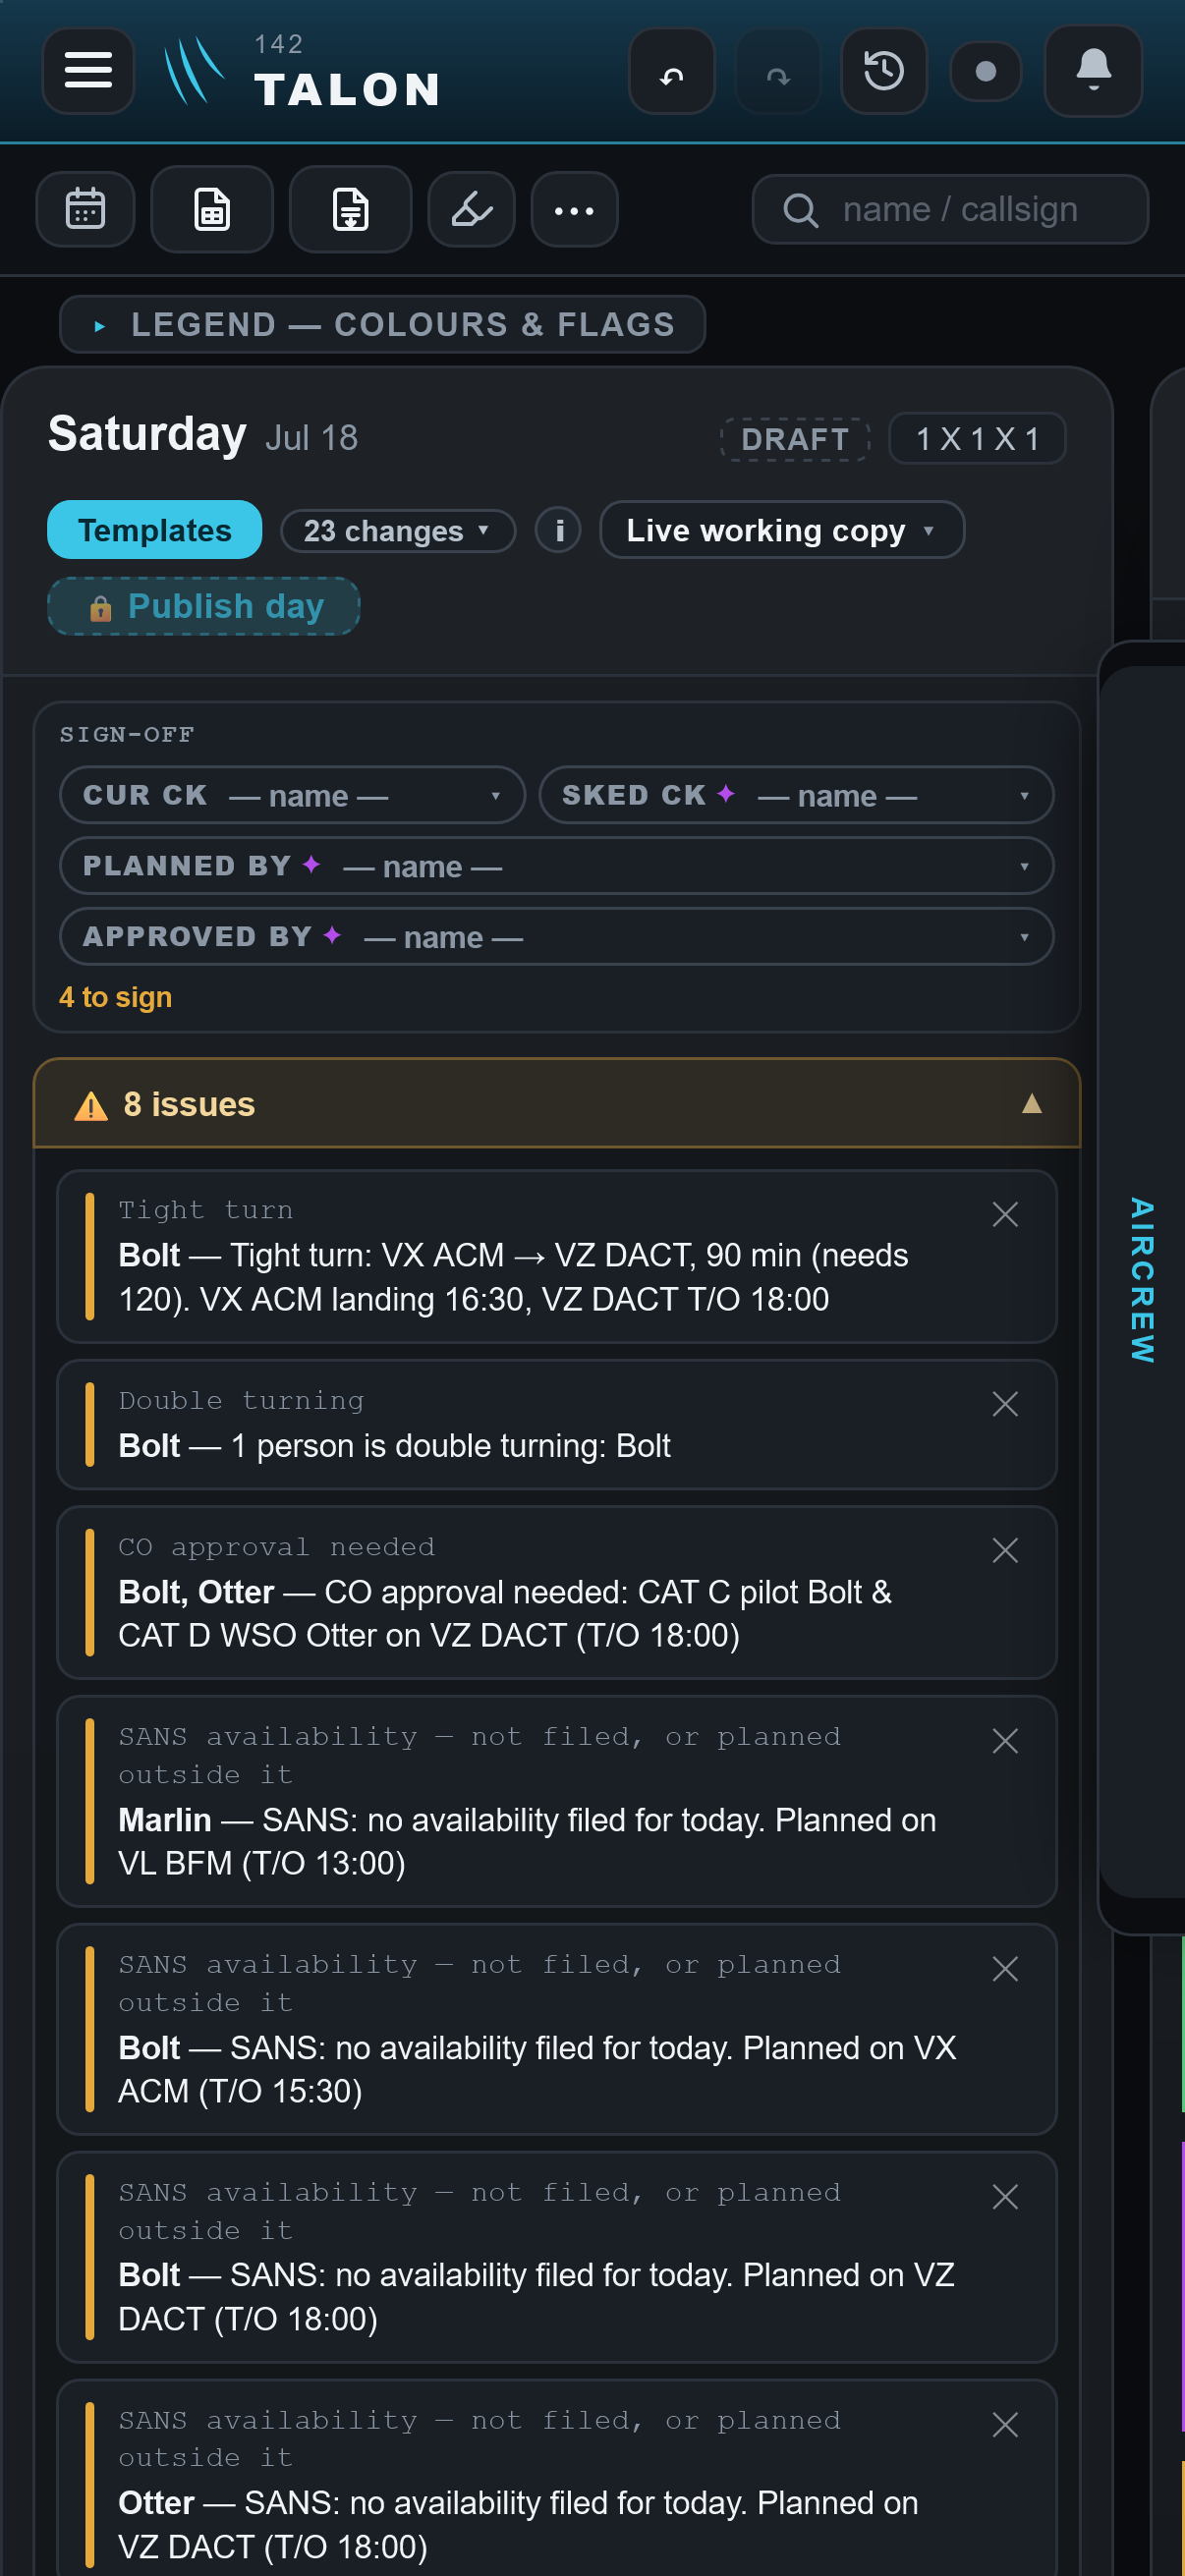 142
TALON
name / callsign
LEGEND — COLOURS & FLAGS
Saturday Jul 18
DRAFT
1 X 1 X 1
Templates
23 changes
i
Live working copy
Publish day
SIGN-OFF
CUR CK — name —
SKED CK — name —
PLANNED BY — name —
APPROVED BY — name —
4 to sign
8 issues
Tight turn
Bolt — Tight turn: VX ACM → VZ DACT, 90 min (needs
120). VX ACM landing 16:30, VZ DACT T/O 18:00
Double turning
Bolt — 1 person is double turning: Bolt
CO approval needed
Bolt, Otter — CO approval needed: CAT C pilot Bolt &
CAT D WSO Otter on VZ DACT (T/O 18:00)
SANS availability — not filed, or planned
outside it
Marlin — SANS: no availability filed for today. Planned on
VL BFM (T/O 13:00)
SANS availability — not filed, or planned
outside it
Bolt — SANS: no availability filed for today. Planned on VX
ACM (T/O 15:30)
SANS availability — not filed, or planned
outside it
Bolt — SANS: no availability filed for today. Planned on VZ
DACT (T/O 18:00)
SANS availability — not filed, or planned
outside it
Otter — SANS: no availability filed for today. Planned on
VZ DACT (T/O 18:00)
AIRCREW